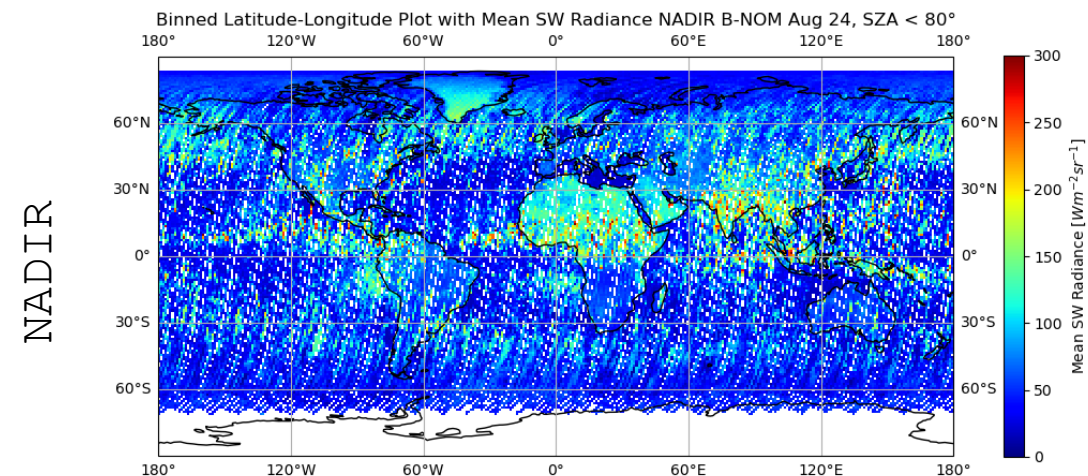 Binned Latitude-Longitude Plot with Mean SW Radiance NADIR B-NOM Aug 24, SZA < 80°
180° 120°W 60°W 0° 60°E 120°E 180°
300
60°N 60°N
250
30°N 30°N
200
0° 0°
150
30°S 30°S
100
60°S 60°S
50
0
180° 120°W 60°W 0° 60°E 120°E 180°
NADIR
Mean SW Radiance [Wm⁻²sr⁻¹]